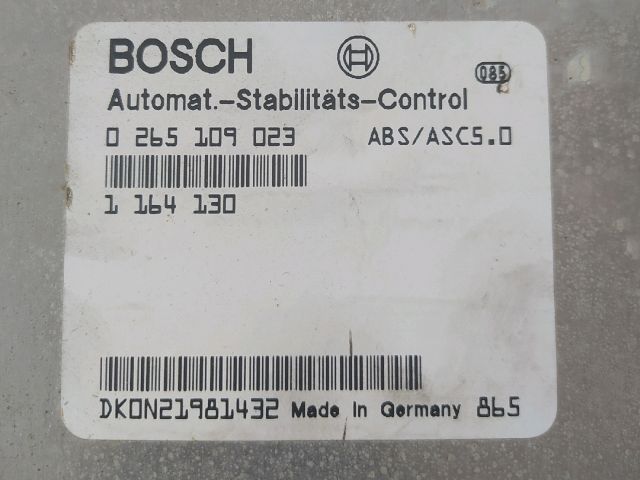 BOSCH
085
Automat.-Stabilitäts-Control
0 265 109 023 ABS/ASC5.0
1 164 130
DK0N21981432 Made In Germany 865